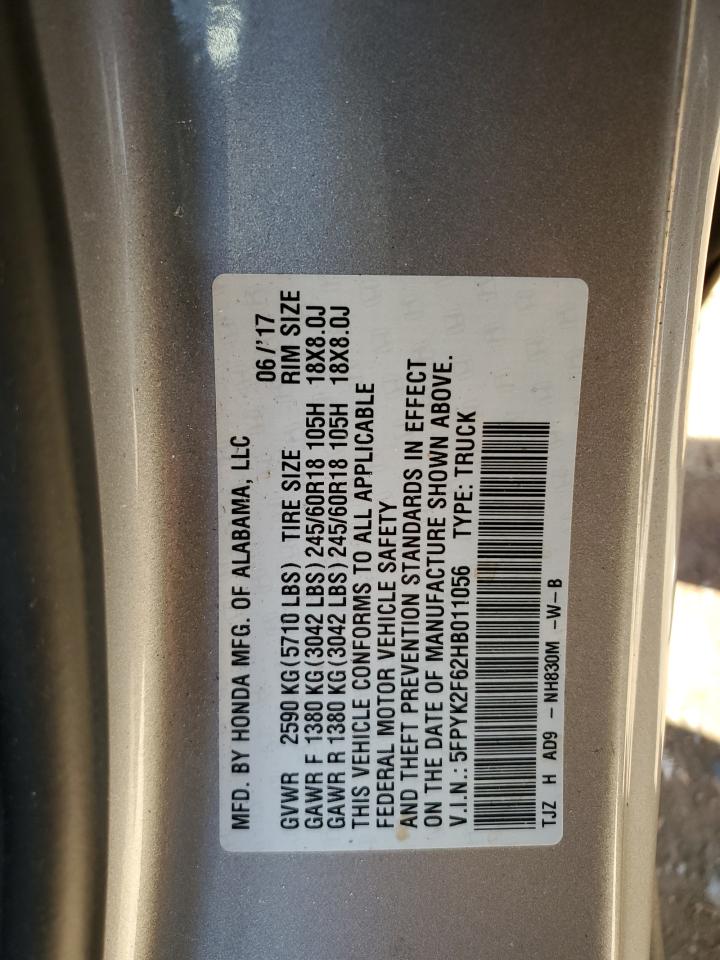 MFD. BY HONDA MFG. OF ALABAMA, LLC 06/'17
GVWR 2590 KG(5710 LBS) TIRE SIZE RIM SIZE
GAWR F 1380 KG(3042 LBS)245/60R18 105H 18X8.0J
GAWR R 1380 KG(3042 LBS)245/60R18 105H 18X8.0J
THIS VEHICLE CONFORMS TO ALL APPLICABLE
FEDERAL MOTOR VEHICLE SAFETY
AND THEFT PREVENTION STANDARDS IN EFFECT
ON THE DATE OF MANUFACTURE SHOWN ABOVE.
V.I.N.: 5FPYK2F62HB011056 TYPE: TRUCK
TJZ H AD9 - NH830M -W-B